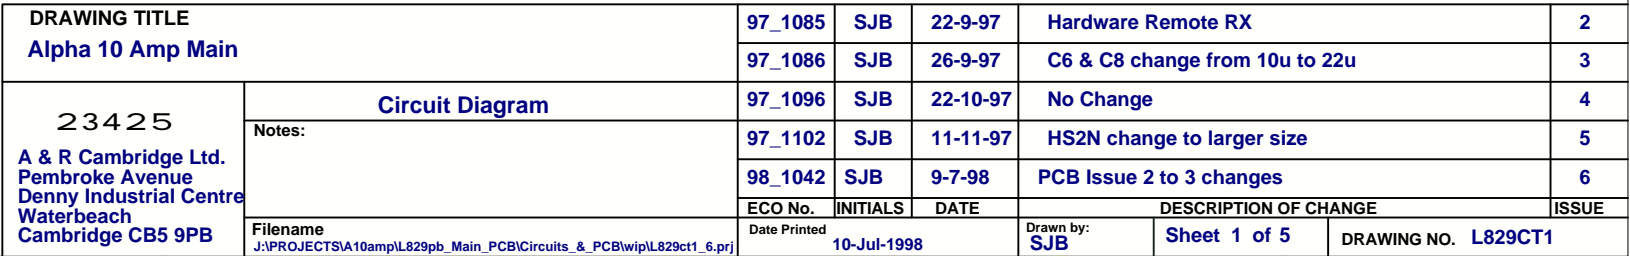 DRAWING TITLE
Alpha 10 Amp Main
23425
A & R Cambridge Ltd.
Pembroke Avenue
Denny Industrial Centre
Waterbeach
Cambridge CB5 9PB
Circuit Diagram
Notes:
Filename
J:\PROJECTS\A10amp\L829pb_Main_PCB\Circuits_&_PCB\wip\L829ct1_6.prj
97_1085 SJB 22-9-97 Hardware Remote RX 2
97_1086 SJB 26-9-97 C6 & C8 change from 10u to 22u 3
97_1096 SJB 22-10-97 No Change 4
97_1102 SJB 11-11-97 HS2N change to larger size 5
98_1042 SJB 9-7-98 PCB Issue 2 to 3 changes 6
ECO No. INITIALS DATE DESCRIPTION OF CHANGE ISSUE
Date Printed
10-Jul-1998
Drawn by:
SJB
Sheet 1 of 5
DRAWING NO. L829CT1